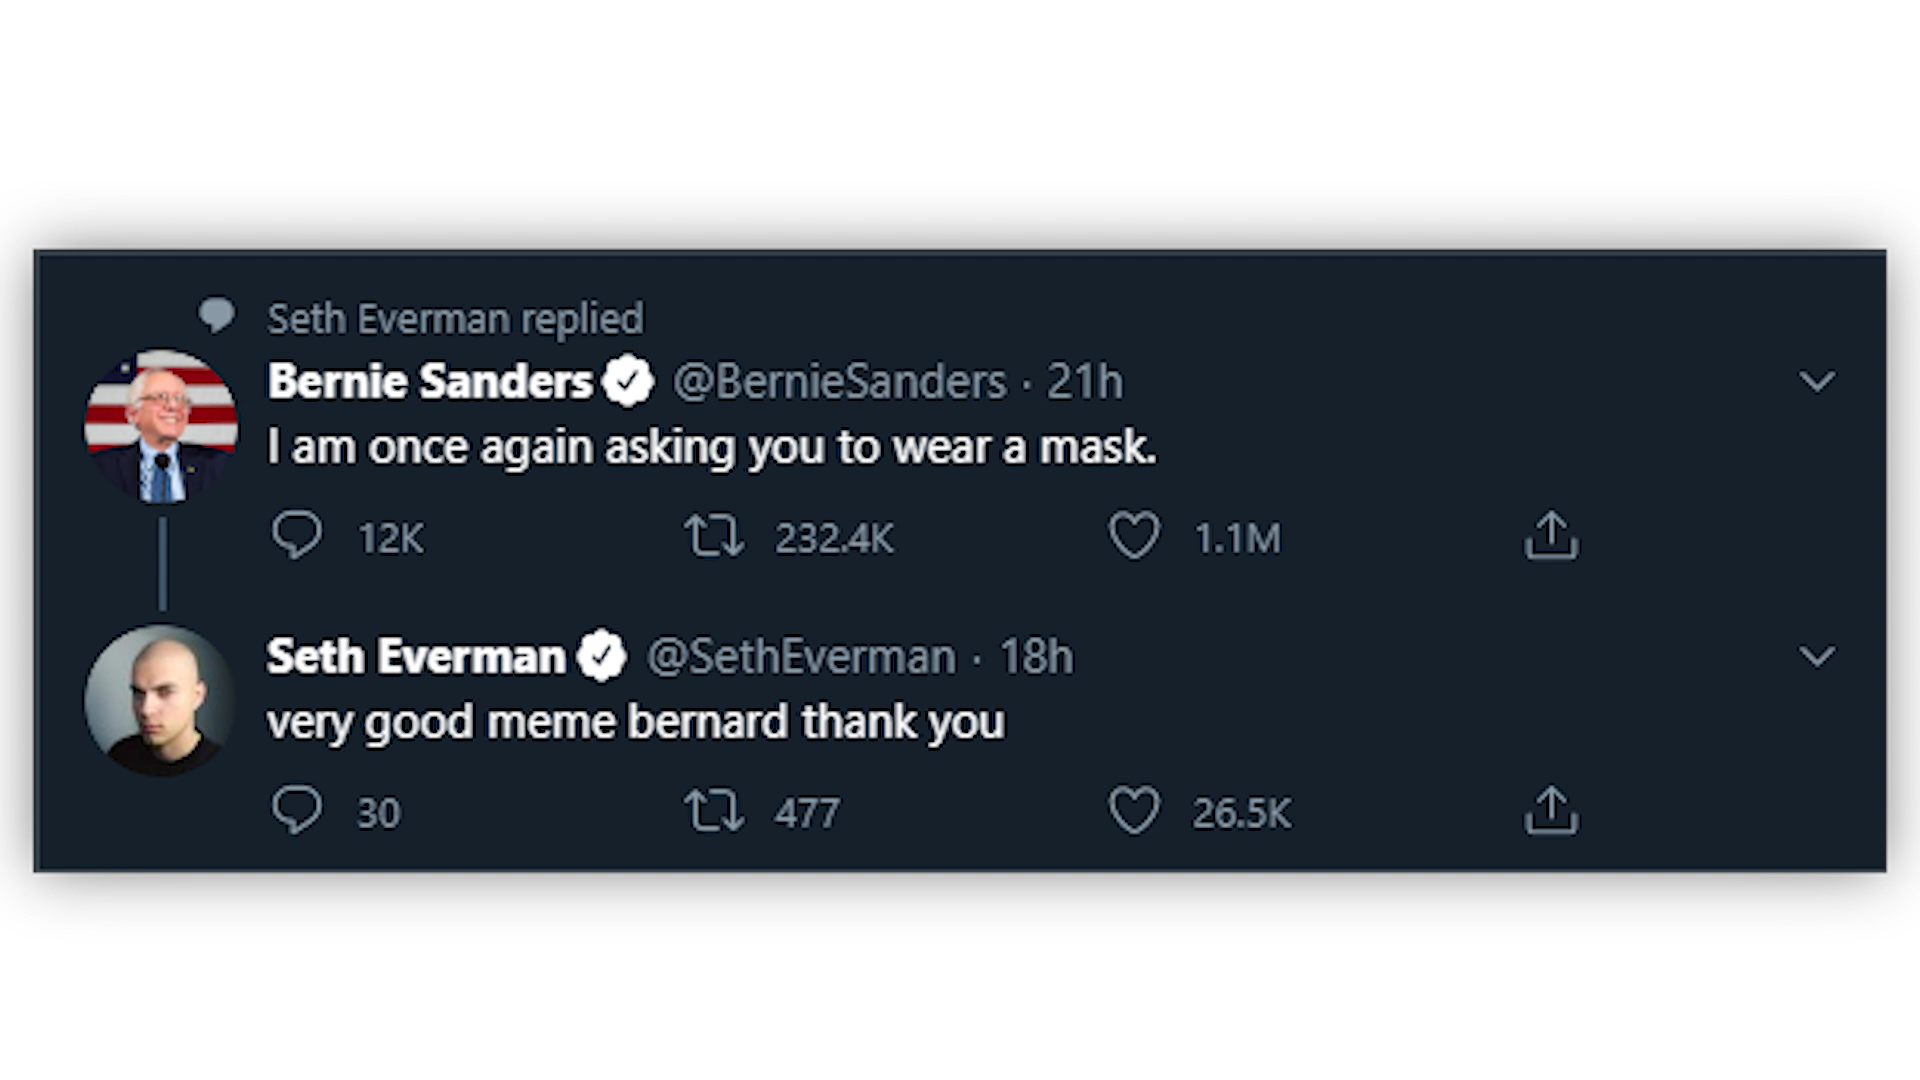 Seth Everman replied
Bernie Sanders @BernieSanders · 21h
I am once again asking you to wear a mask.
12K 232.4K 1.1M
Seth Everman @SethEverman · 18h
very good meme bernard thank you
30 477 26.5K